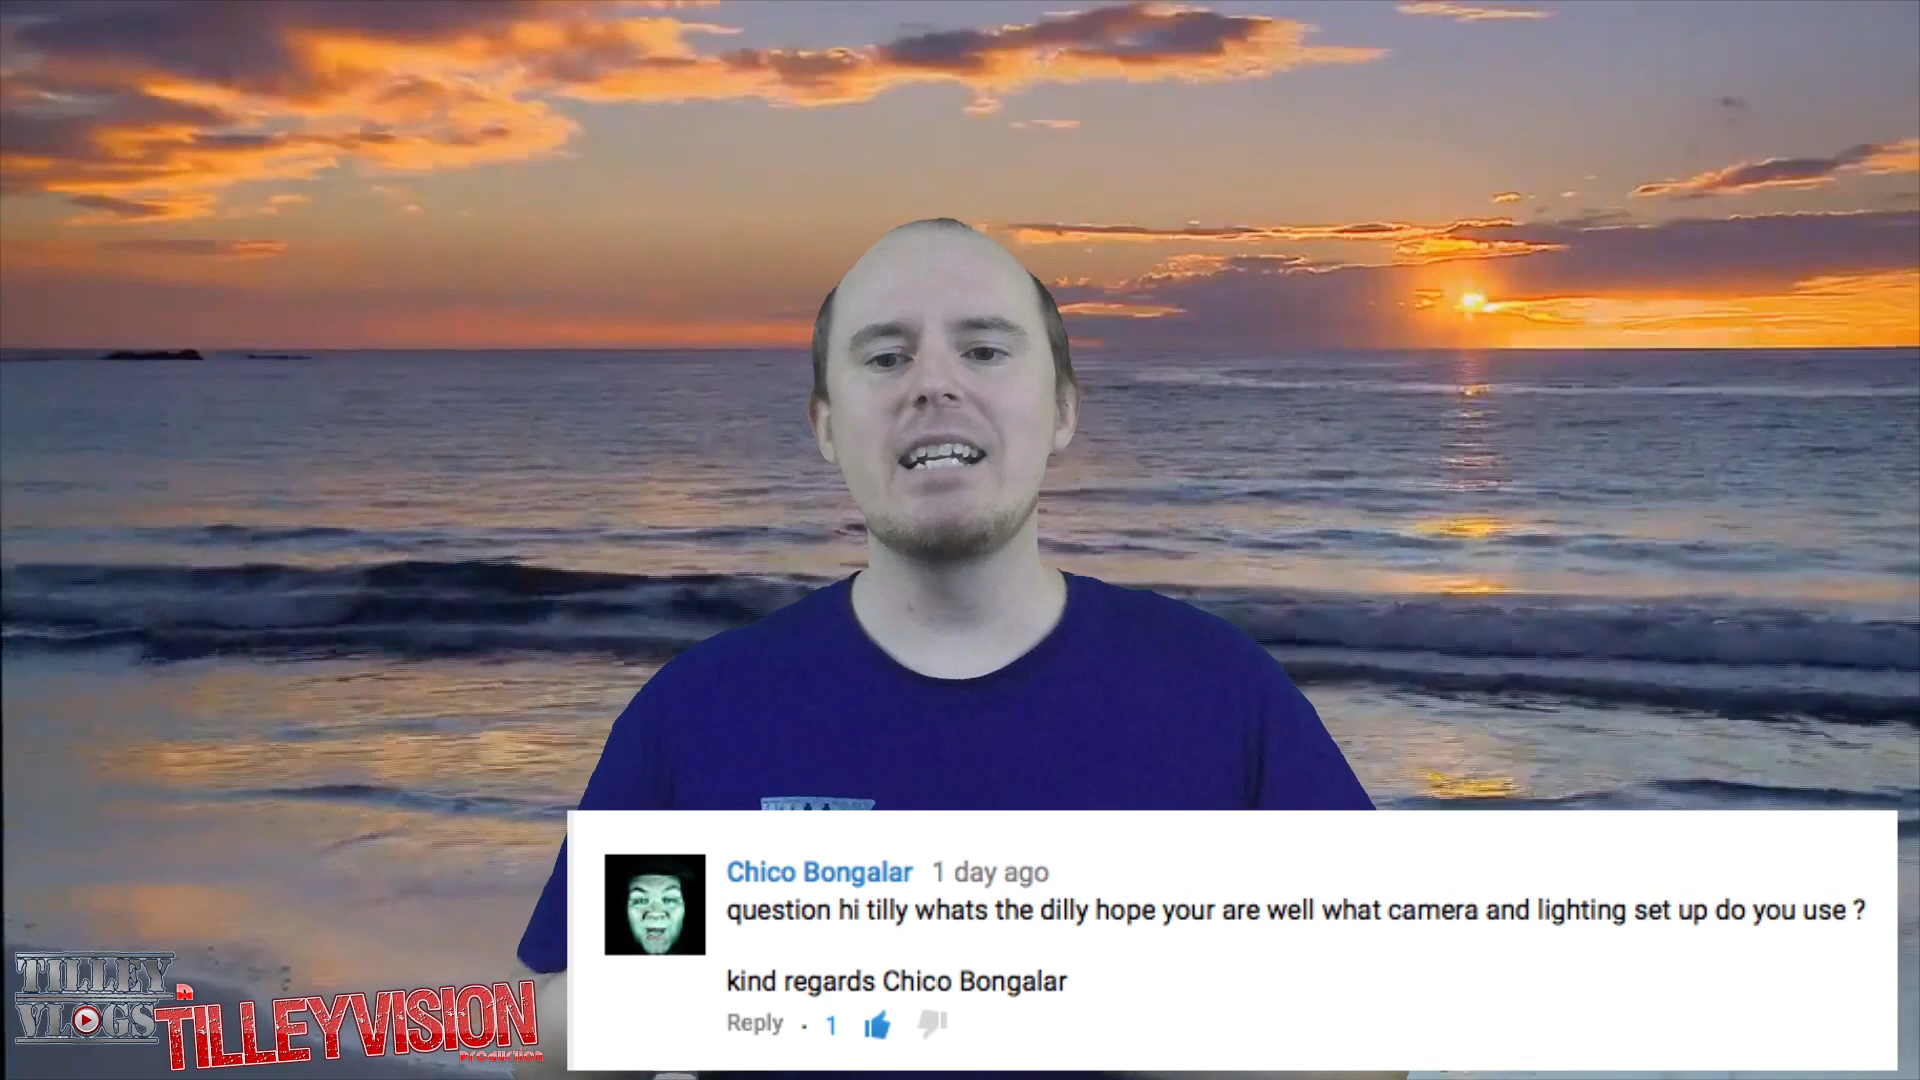 Chico Bongalar 1 day ago
question hi tilly whats the dilly hope your are well what camera and lighting set up do you use ?
kind regards Chico Bongalar
Reply . 1
TILLEY
VLOGS
A
TILLEYVISION
Production